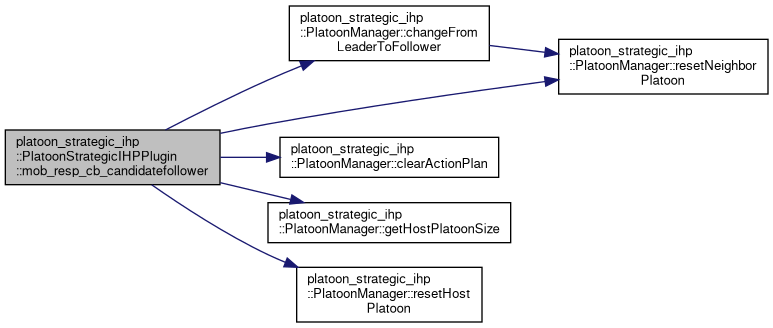 platoon_strategic_ihp
::PlatoonManager::changeFrom
LeaderToFollower
platoon_strategic_ihp
::PlatoonManager::resetNeighbor
Platoon
platoon_strategic_ihp
::PlatoonStrategicIHPPlugin
::mob_resp_cb_candidatefollower
platoon_strategic_ihp
::PlatoonManager::clearActionPlan
platoon_strategic_ihp
::PlatoonManager::getHostPlatoonSize
platoon_strategic_ihp
::PlatoonManager::resetHost
Platoon